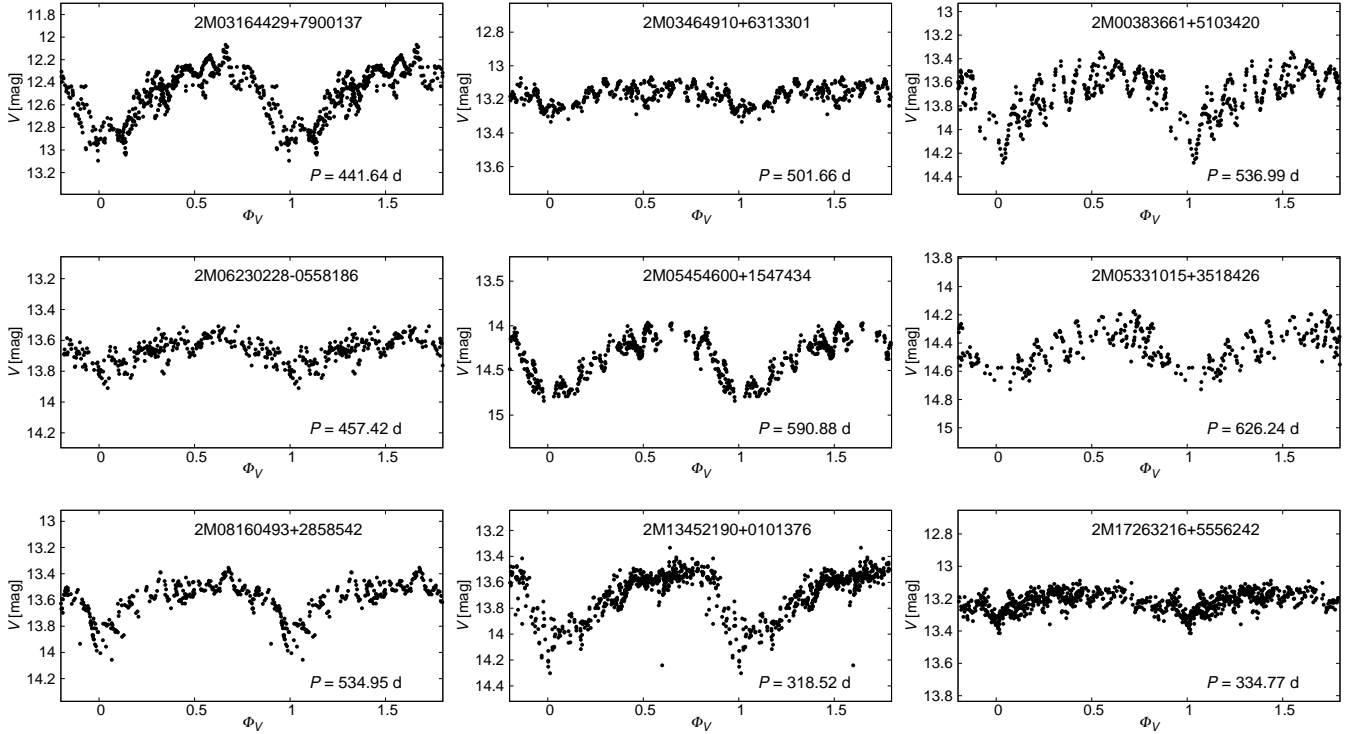 2M03164429+7900137
V [mag]
12
12.2
12.4
12.6
12.8
13
13.2
P = 441.64 d
0
0.5
1
1.5
Φ_V
2M03464910+6313301
V [mag]
12.8
13
13.2
13.4
13.6
P = 501.66 d
0
0.5
1
1.5
Φ_V
2M00383661+5103420
V [mag]
13
13.2
13.4
13.6
13.8
14
14.2
14.4
P = 536.99 d
0
0.5
1
1.5
Φ_V
2M06230228-0558186
V [mag]
13.2
13.4
13.6
13.8
14
14.2
P = 457.42 d
0
0.5
1
1.5
Φ_V
2M05454600+1547434
V [mag]
13.5
14
14.5
15
P = 590.88 d
0
0.5
1
1.5
Φ_V
2M05331015+3518426
V [mag]
13.8
14
14.2
14.4
14.6
14.8
15
P = 626.24 d
0
0.5
1
1.5
Φ_V
2M08160493+2858542
V [mag]
13
13.2
13.4
13.6
13.8
14
14.2
P = 534.95 d
0
0.5
1
1.5
Φ_V
2M13452190+0101376
V [mag]
13.2
13.4
13.6
13.8
14
14.2
14.4
P = 318.52 d
0
0.5
1
1.5
Φ_V
2M17263216+5556242
V [mag]
12.8
13
13.2
13.4
13.6
13.8
P = 334.77 d
0
0.5
1
1.5
Φ_V